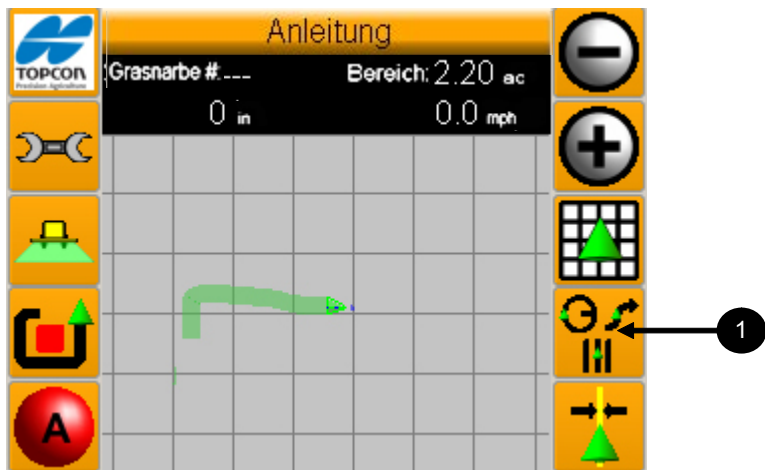 Anleitung
TOPCON
Precision Agriculture
Grasnarbe #:--- Bereich: 2.20 ac
0 in 0.0 mph
1
A